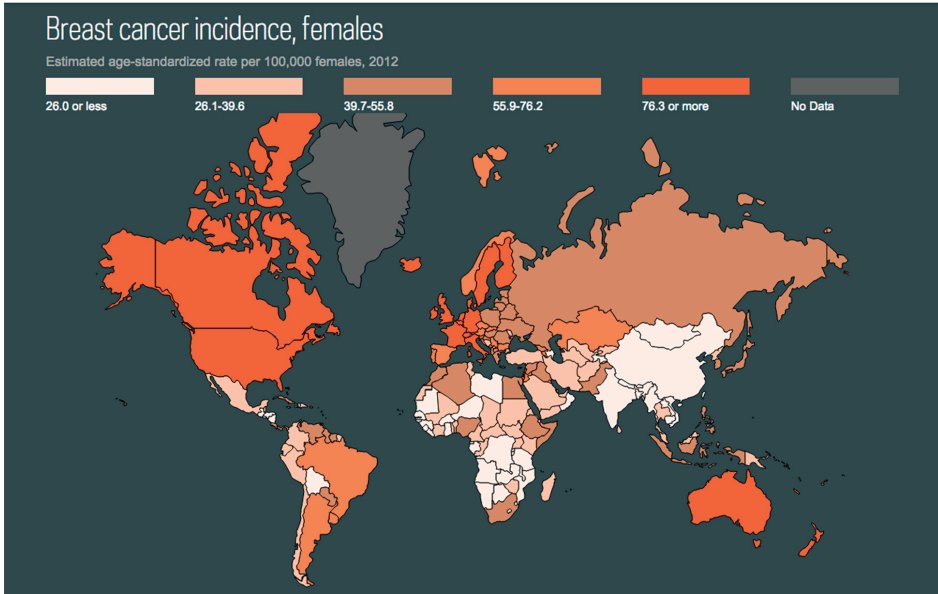 Breast cancer incidence, females
Estimated age-standardized rate per 100,000 females, 2012
26.0 or less
26.1-39.6
39.7-55.8
55.9-76.2
76.3 or more
No Data